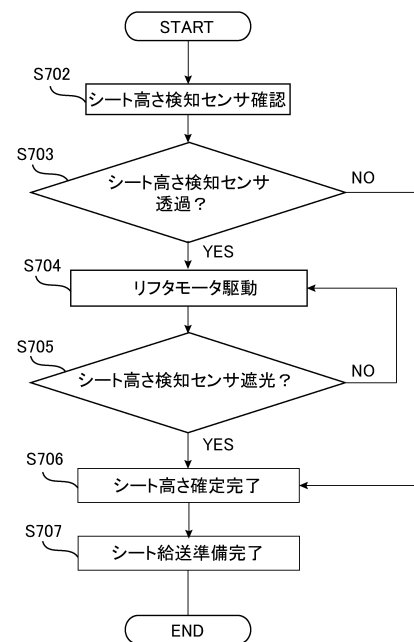 START
S702
シート高さ検知センサ確認
S703
シート高さ検知センサ
透過？
NO
YES
S704
リフタモータ駆動
S705
シート高さ検知センサ遮光？
NO
YES
S706
シート高さ確定完了
S707
シート給送準備完了
END